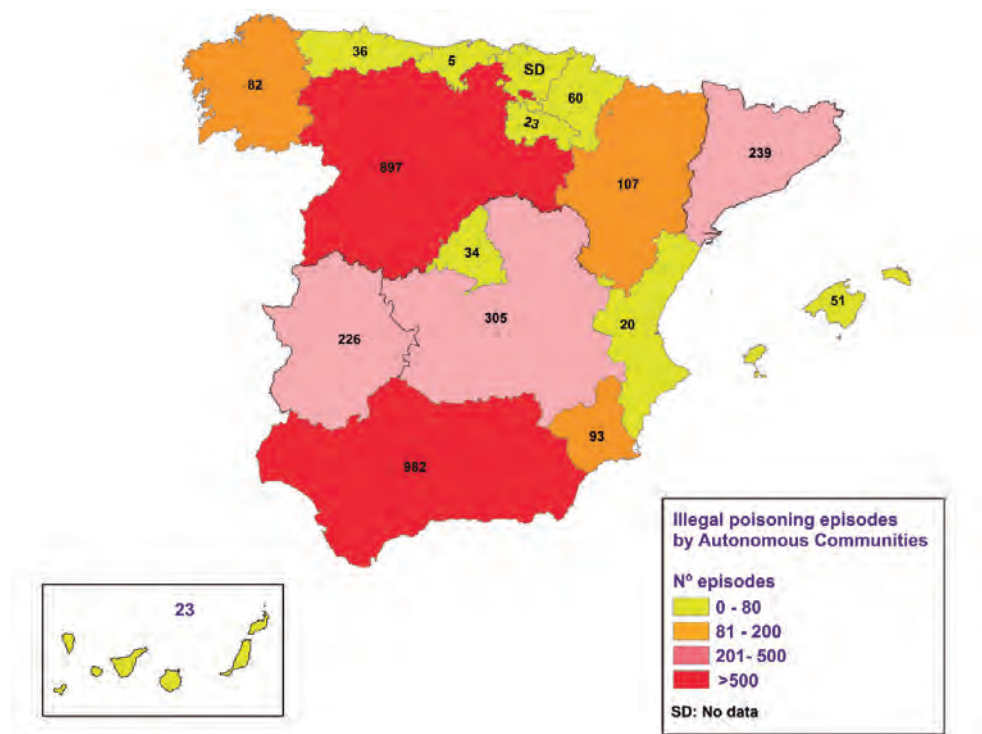 36
5
SD
82
60
23
239
897
107
34
51
305
20
226
93
982
Illegal poisoning episodes
by Autonomous Communities
Nº episodes
0 - 80
81 - 200
201- 500
>500
SD: No data
23